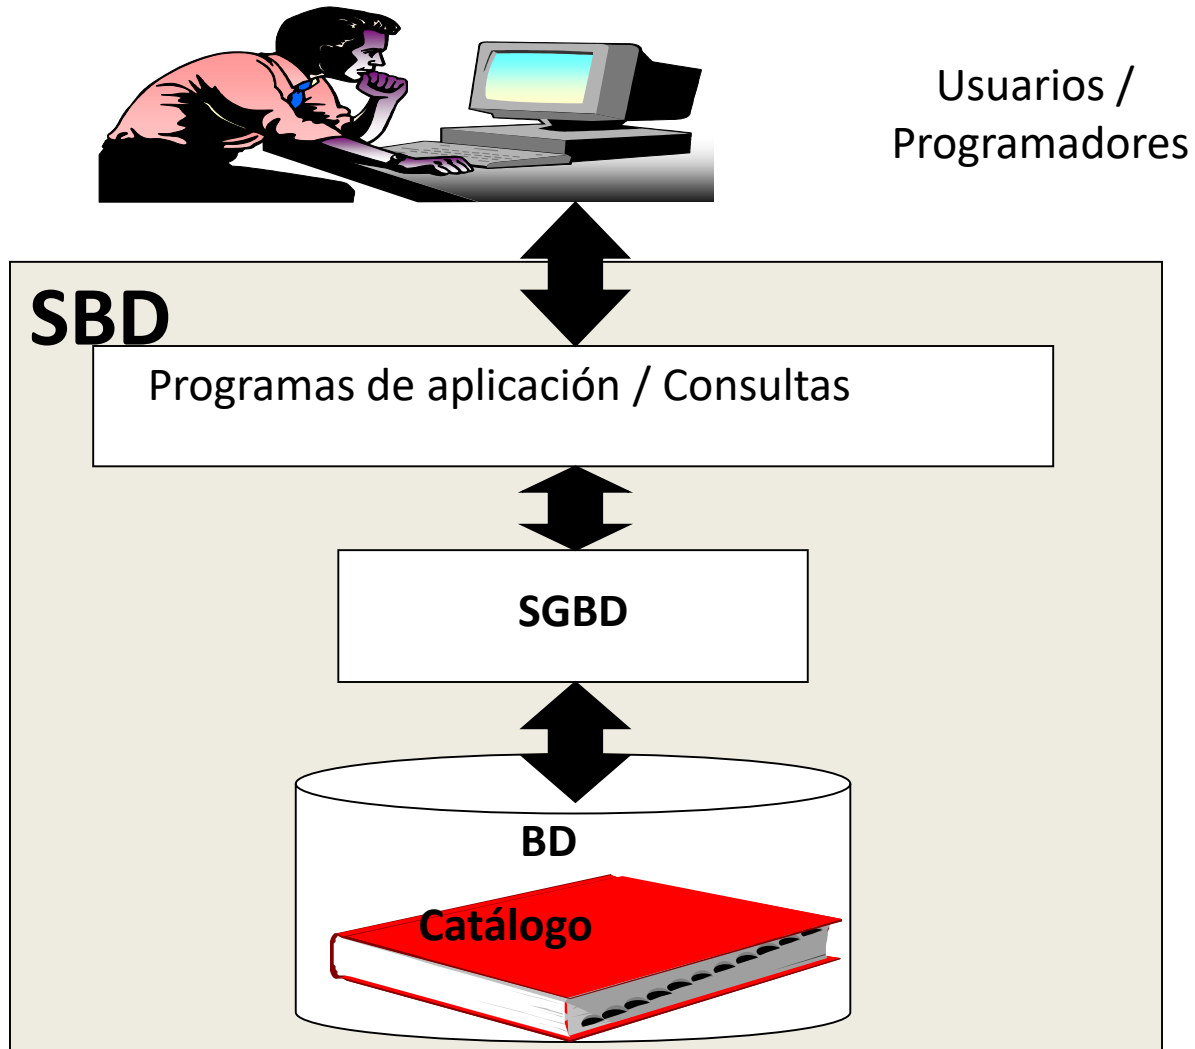 Usuarios /
Programadores
SBD
Programas de aplicación / Consultas
SGBD
BD
Catálogo